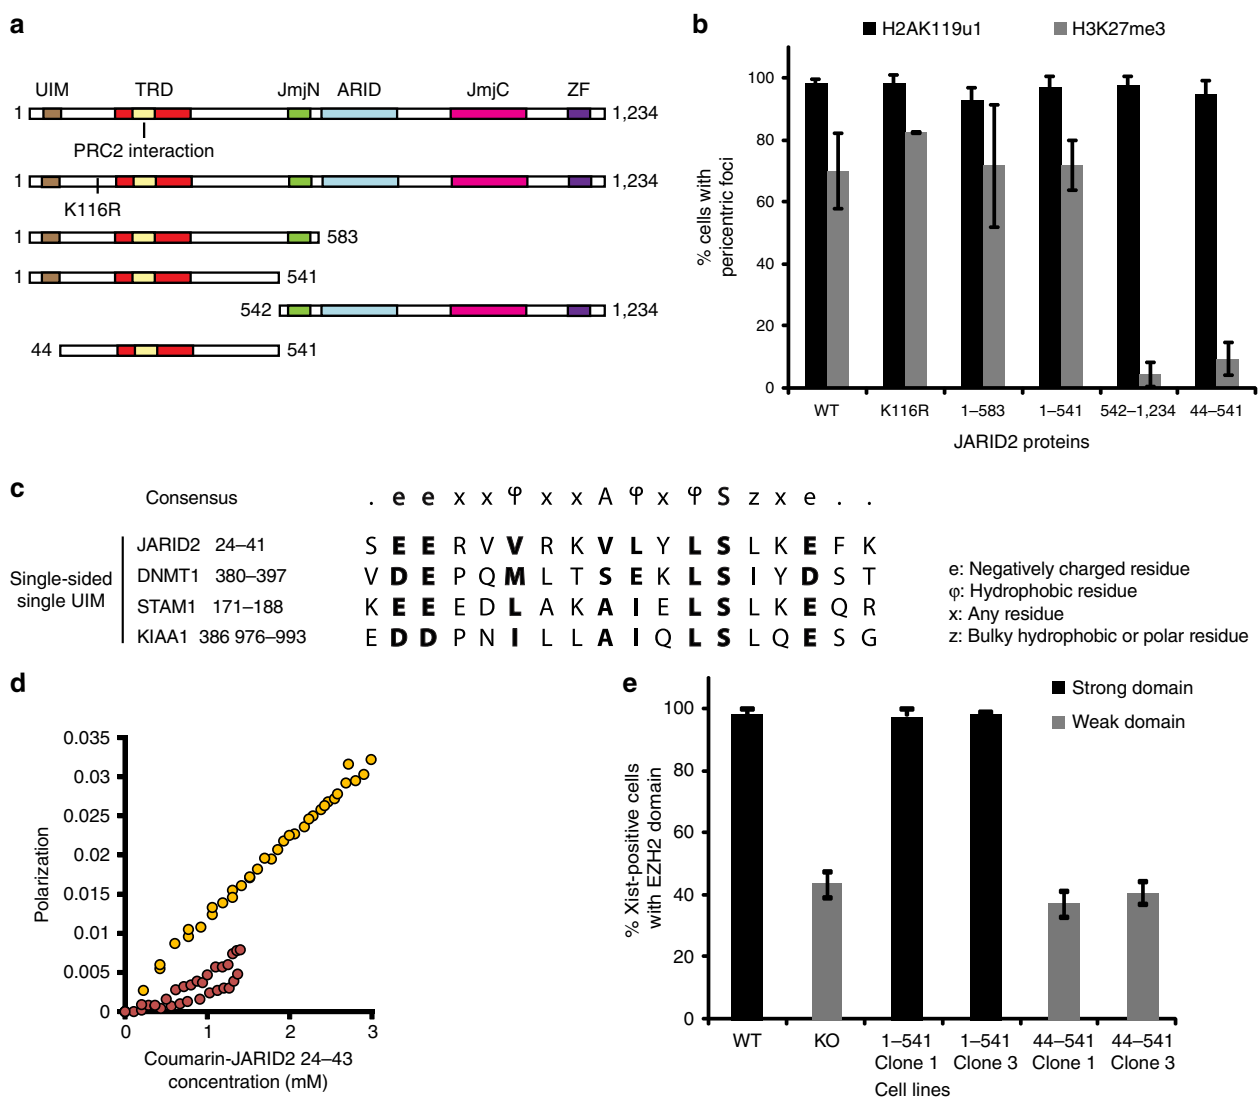 a
UIM TRD JmjN ARID JmjC ZF
1 1,234
PRC2 interaction
1 1,234
K116R
1 583
1 541
542 1,234
44 541
b
H2AK119u1 H3K27me3
% cells with
pericentric foci
100
80
60
40
20
0
WT K116R 1–583 1–541 542–1,234 44–541
JARID2 proteins
c
Consensus . e e x x φ x x A φ x φ S z x e . .
Single-sided
single UIM
JARID2 24–41 S E E R V V R K V L Y L S L K E F K
DNMT1 380–397 V D E P Q M L T S E K L S I Y D S T
STAM1 171–188 K E E E D L A K A I E L S L K E Q R
KIAA1 386 976–993 E D D P N I L L A I Q L S L Q E S G
e: Negatively charged residue
φ: Hydrophobic residue
x: Any residue
z: Bulky hydrophobic or polar residue
d
Polarization
0.035
0.03
0.025
0.02
0.015
0.01
0.005
0
0 1 2 3
Coumarin-JARID2 24–43
concentration (mM)
e
Strong domain
Weak domain
% Xist-positive cells
with EZH2 domain
100
80
60
40
20
0
WT KO 1–541 1–541 44–541 44–541
Clone 1 Clone 3 Clone 1 Clone 3
Cell lines